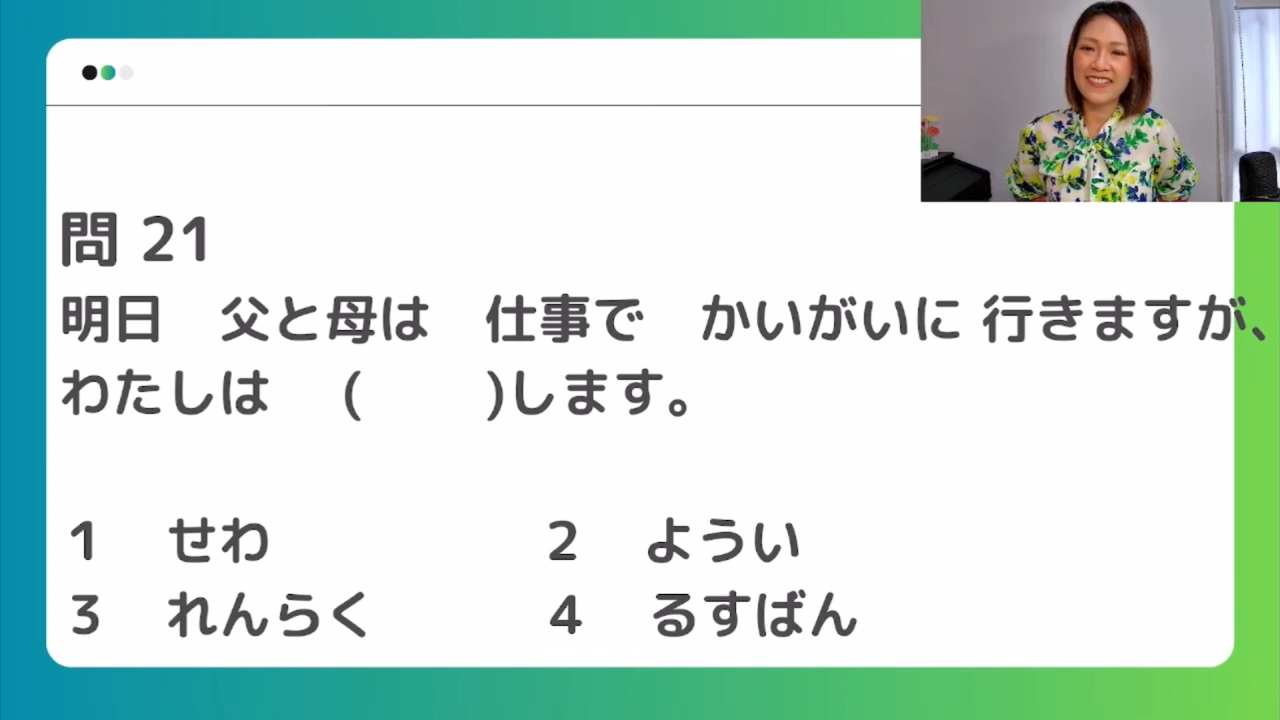 問 21
明日　父と母は　仕事で　かいがいに 行きますが、
わたしは　(　　)します。
1　せわ
2　ようい
3　れんらく
4　るすばん